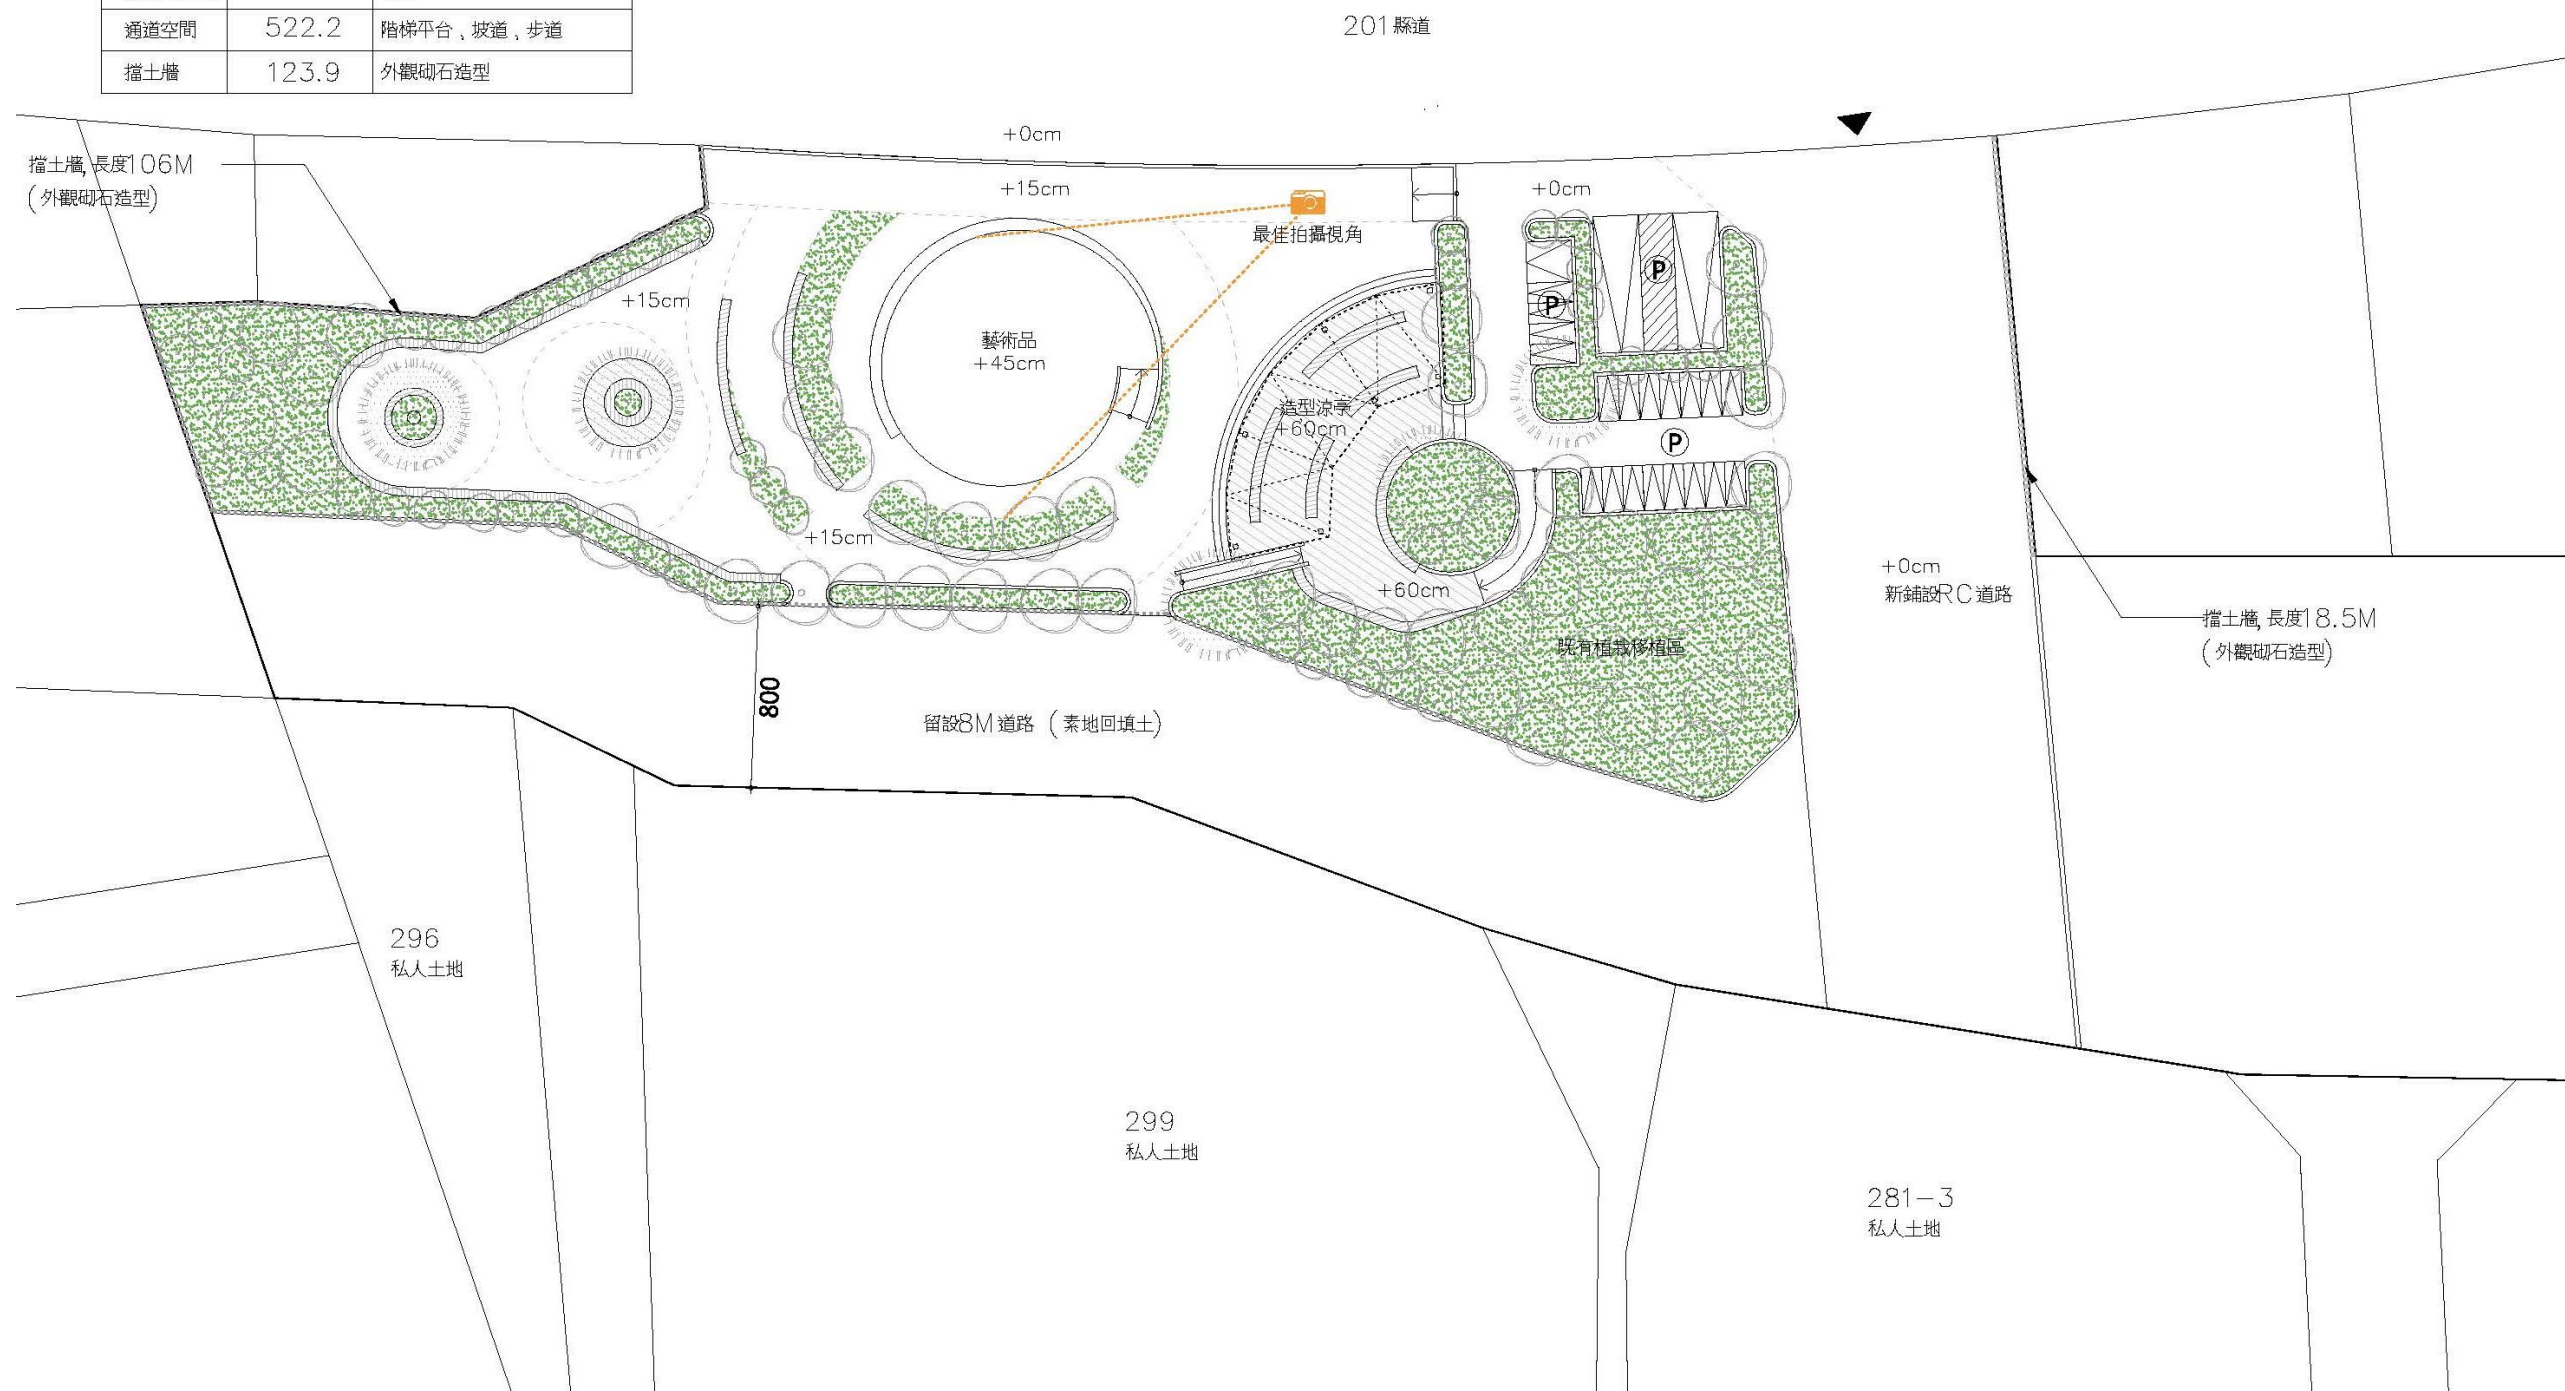 通道空間 522.2 階梯平台、坡道、步道
擋土牆 123.9 外觀砌石造型
201縣道
+0cm
擋土牆, 長度106M
(外觀砌石造型)
+15cm
+0cm
最佳拍攝視角
P
P
+15cm
藝術品
+45cm
造型涼亭
+60cm
P
+15cm
+60cm
+0cm
新鋪設RC道路
擋土牆, 長度18.5M
(外觀砌石造型)
既有植栽移植區
800
留設8M道路 (素地回填土)
296
私人土地
299
私人土地
281-3
私人土地